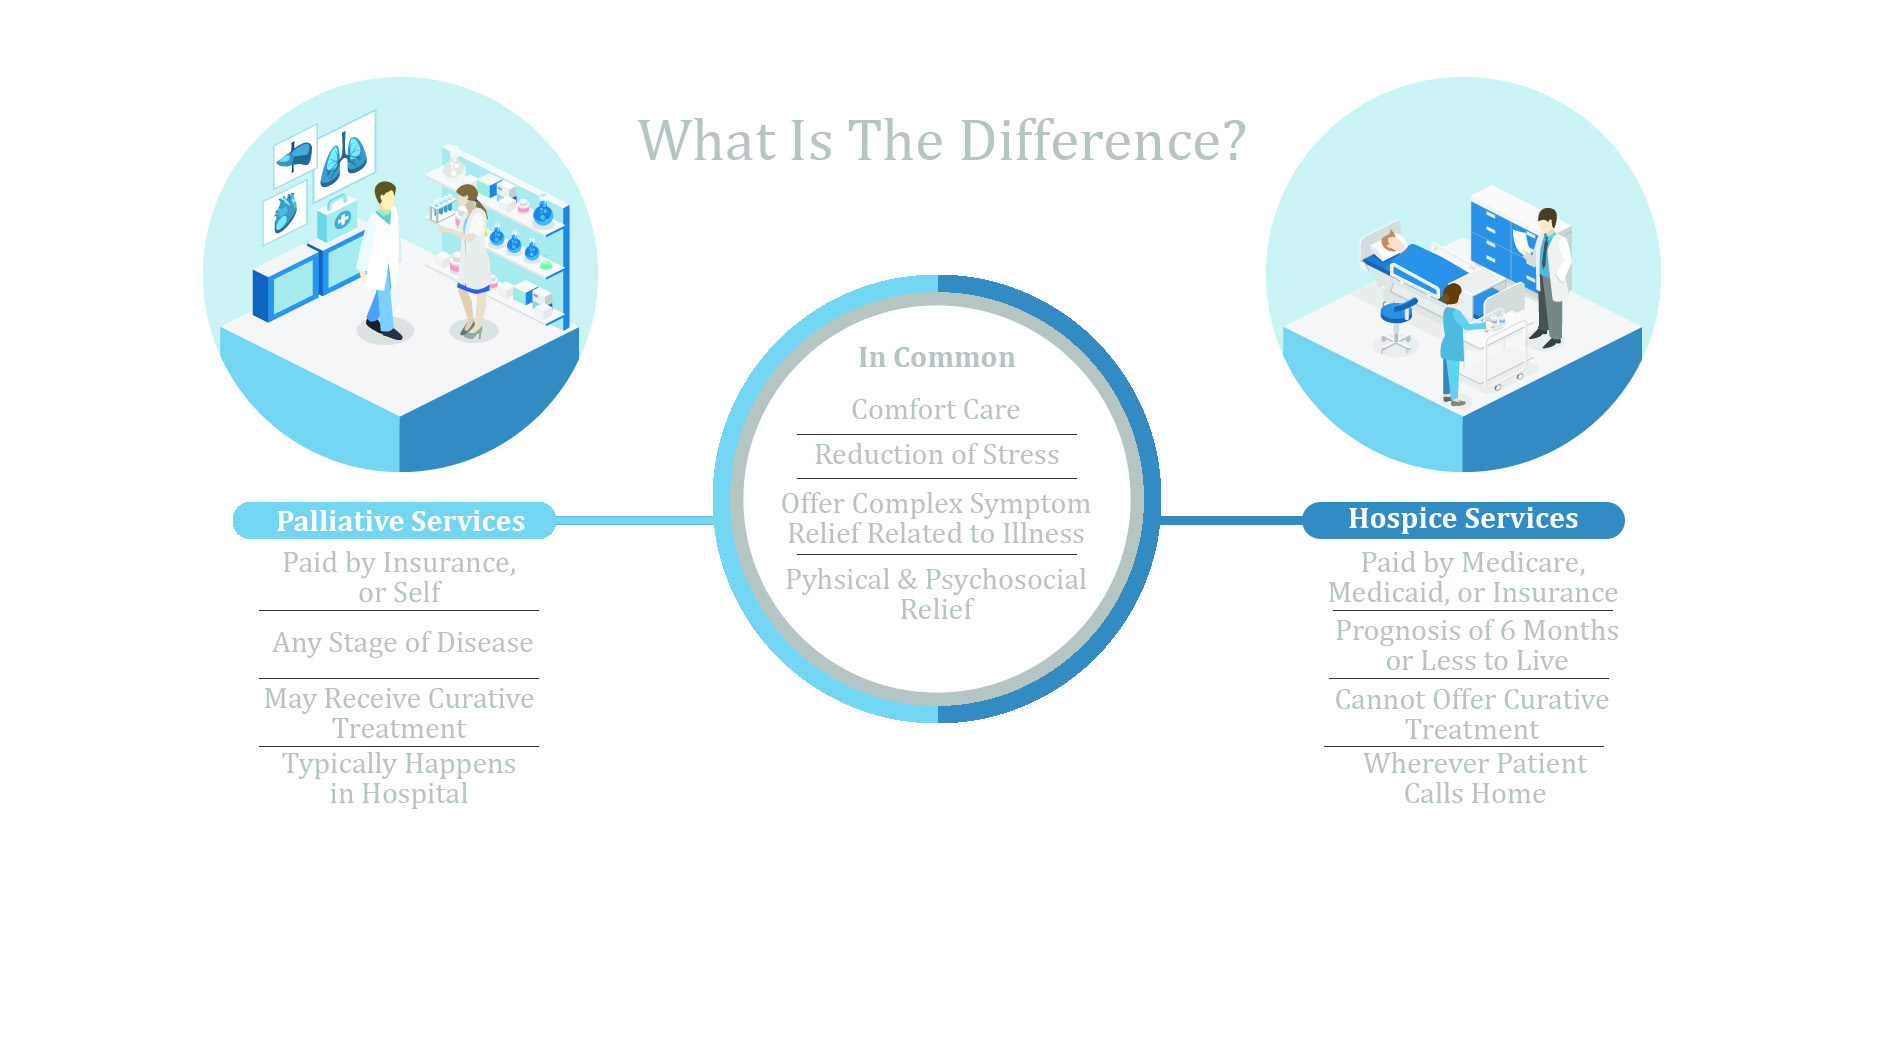 What Is The Difference?
In Common
Comfort Care
Reduction of Stress
Offer Complex Symptom
Relief Related to Illness
Pyhsical & Psychosocial
Relief
Palliative Services
Paid by Insurance,
or Self
Any Stage of Disease
May Receive Curative
Treatment
Typically Happens
in Hospital
Hospice Services
Paid by Medicare,
Medicaid, or Insurance
Prognosis of 6 Months
or Less to Live
Cannot Offer Curative
Treatment
Wherever Patient
Calls Home